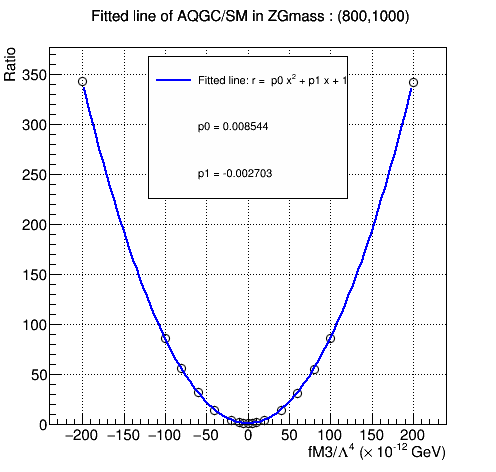 Fitted line of AQGC/SM in ZGmass : (800,1000)
Ratio
Fitted line: r = p0 x² + p1 x + 1
p0 = 0.008544
p1 = -0.002703
350
300
250
200
150
100
50
0
−200 −150 −100 −50 0 50 100 150 200
fM3/Λ⁴ (× 10⁻¹² GeV)